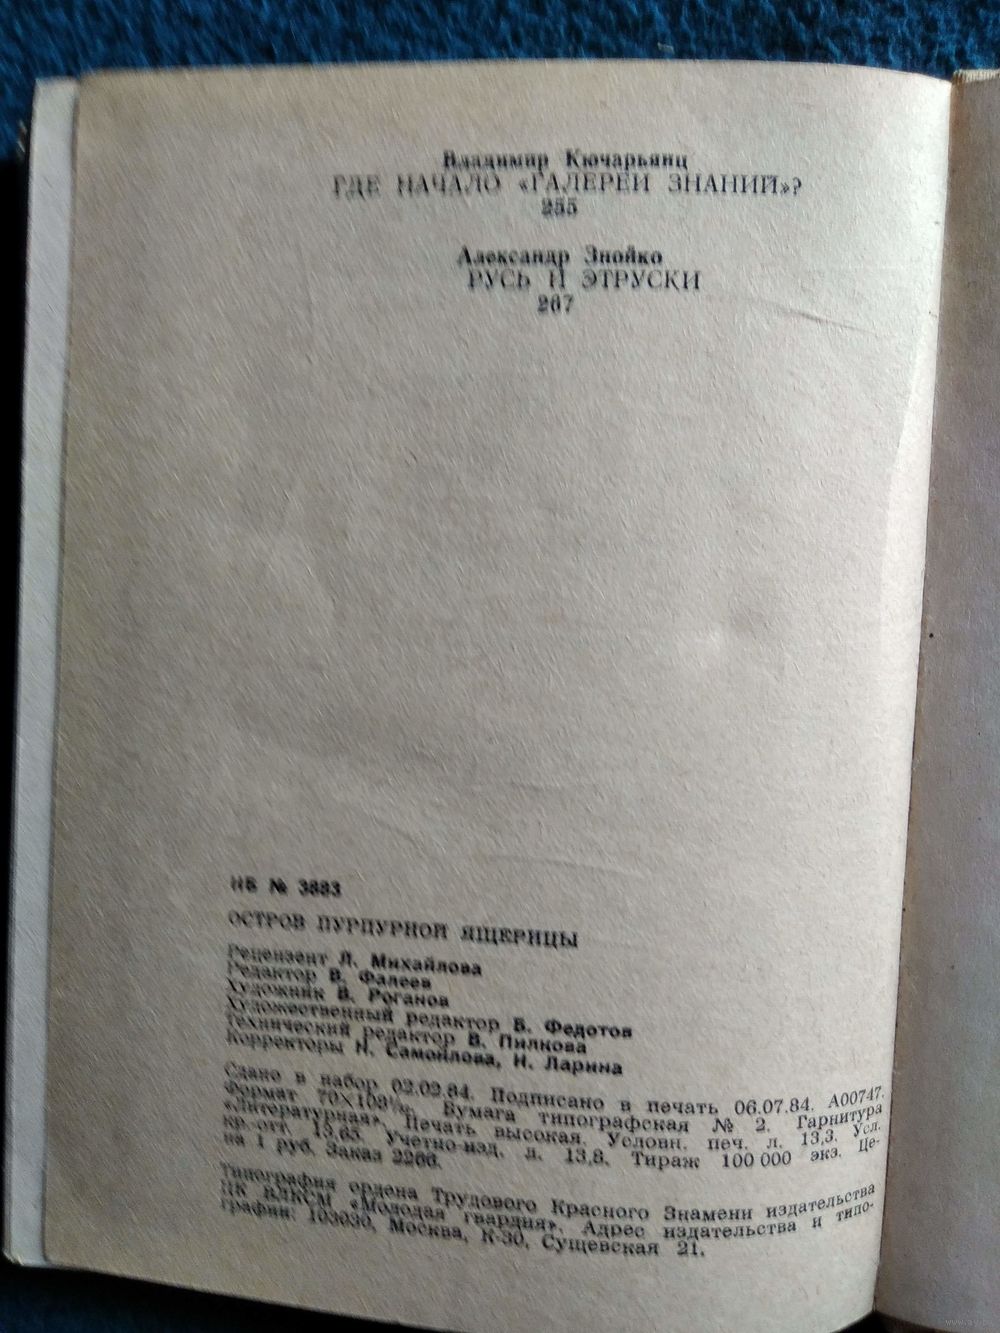 Владимир Кючарьянц
ГДЕ НАЧАЛО «ГАЛЕРЕИ ЗНАНИЙ»?
255
Александр Знойко
РУСЬ И ЭТРУСКИ
267
ИБ № 3883
ОСТРОВ ПУРПУРНОЙ ЯЩЕРИЦЫ
Рецензент Л. Михайлова
Редактор В. Фалеев
Художник В. Роганов
Художественный редактор Б. Федотов
Технический редактор В. Пилкова
Корректоры Н. Самойлова, Н. Ларина
Сдано в набор 02.02.84. Подписано в печать 06.07.84. А00747.
Формат 70×108¹/₃₂. Бумага типографская № 2. Гарнитура
«Литературная». Печать высокая. Условн. печ. л. 13,3. Усл.
кр.-отт. 13,65. Учетно-изд. л. 13,8. Тираж 100 000 экз. Це-
на 1 руб. Заказ 2266.
Типография ордена Трудового Красного Знамени издательства
ЦК ВЛКСМ «Молодая гвардия». Адрес издательства и типо-
графии: 103030, Москва, К-30, Сущевская 21.